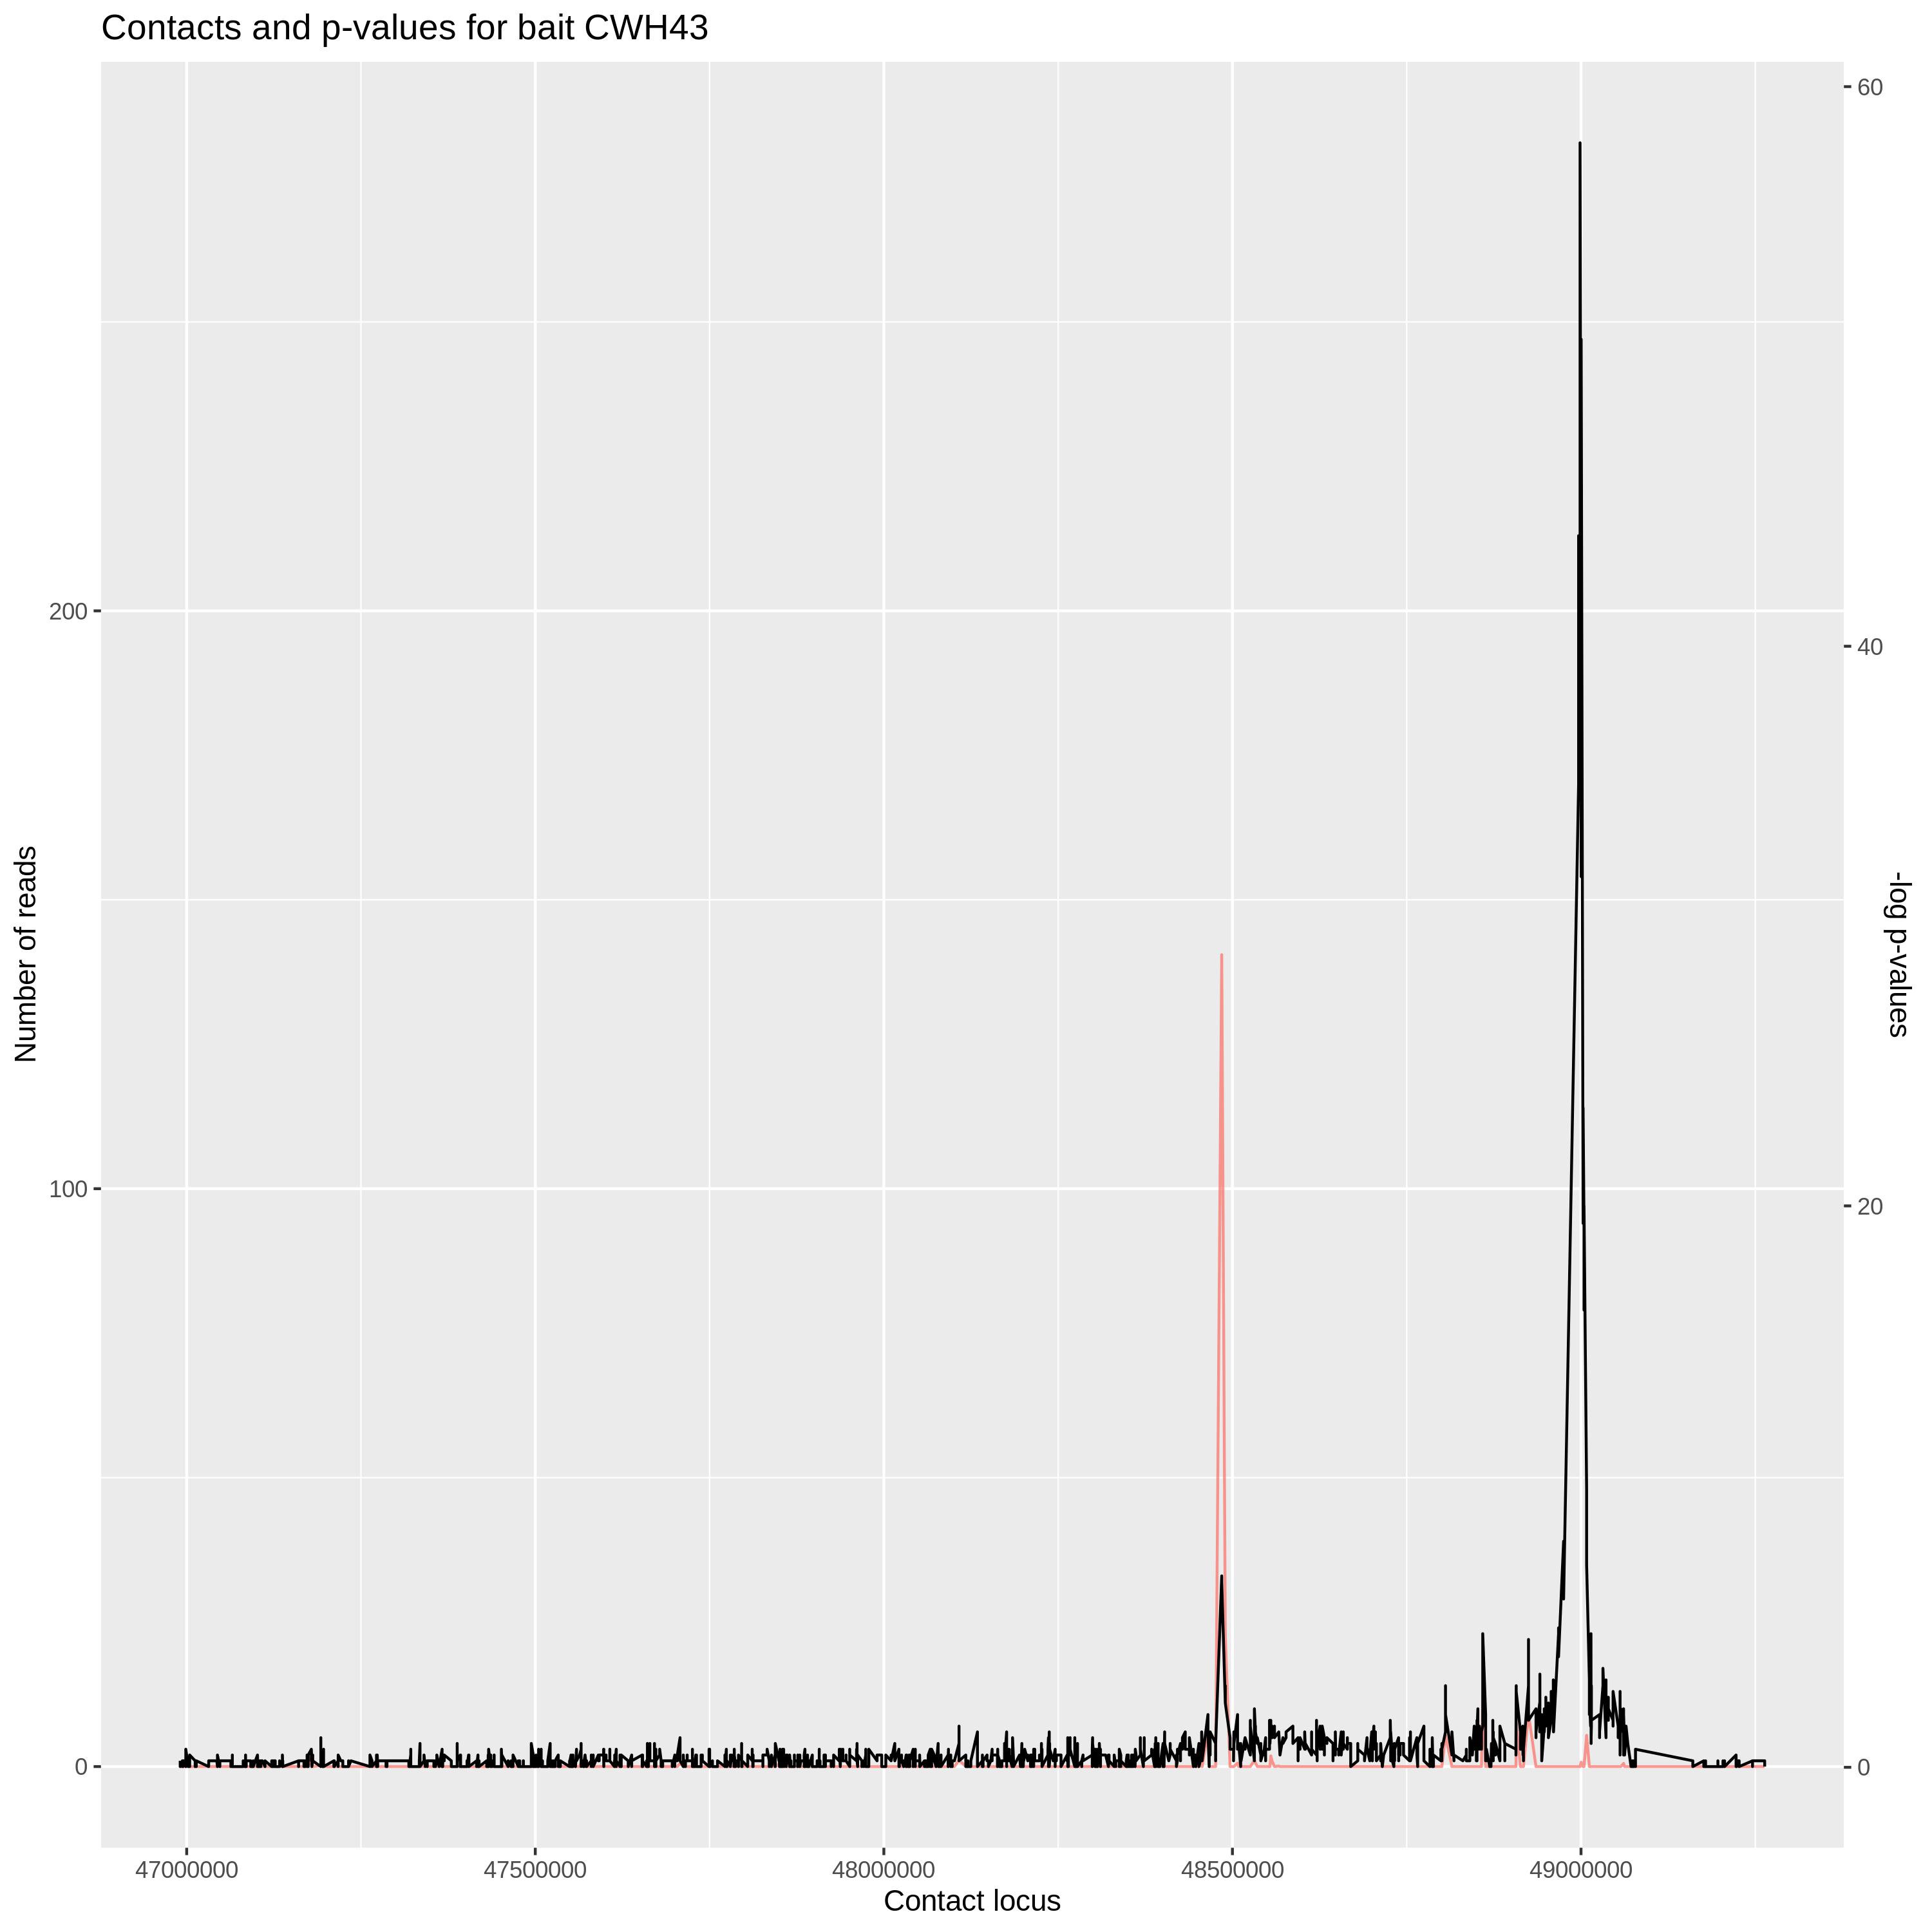 Contacts and p-values for bait CWH43
60
200
40
Number of reads
-log p-values
100
20
0
0
47000000 47500000 48000000 48500000 49000000
Contact locus